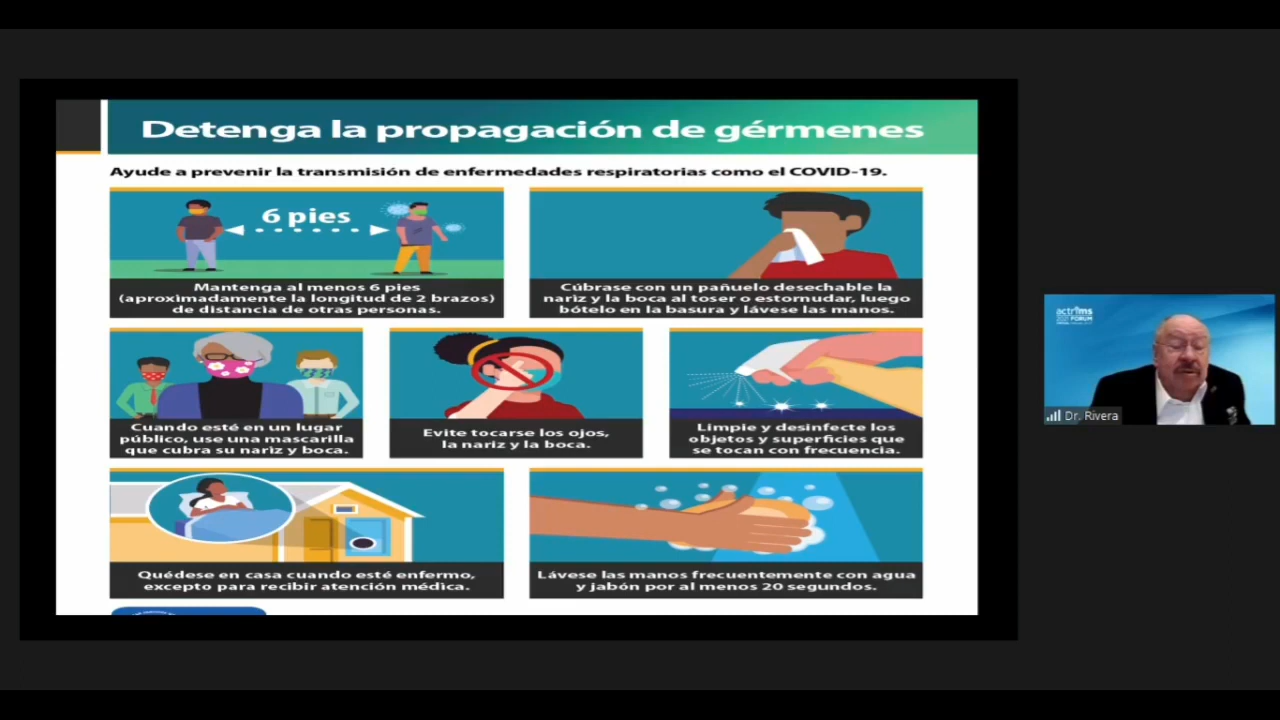 Detenga la propagación de gérmenes
Ayude a prevenir la transmisión de enfermedades respiratorias como el COVID-19.
6 pies
Mantenga al menos 6 pies
(aproximadamente la longitud de 2 brazos)
de distancia de otras personas.
Cúbrase con un pañuelo desechable la
nariz y la boca al toser o estornudar, luego
bótelo en la basura y lávese las manos.
Cuando esté en un lugar
público, use una mascarilla
que cubra su nariz y boca.
Evite tocarse los ojos,
la nariz y la boca.
Limpie y desinfecte los
objetos y superficies que
se tocan con frecuencia.
Quédese en casa cuando esté enfermo,
excepto para recibir atención médica.
Lávese las manos frecuentemente con agua
y jabón por al menos 20 segundos.
actrims
2021 FORUM
Dr. Rivera